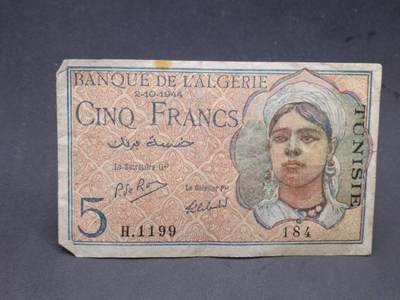 BANQUE DE L'ALGERIE
2-10-1944
CINQ FRANCS
خمسة فرنك
Le Secrétaire Gal
Le Caissier Pal
5
H.1199
184
TUNISIE